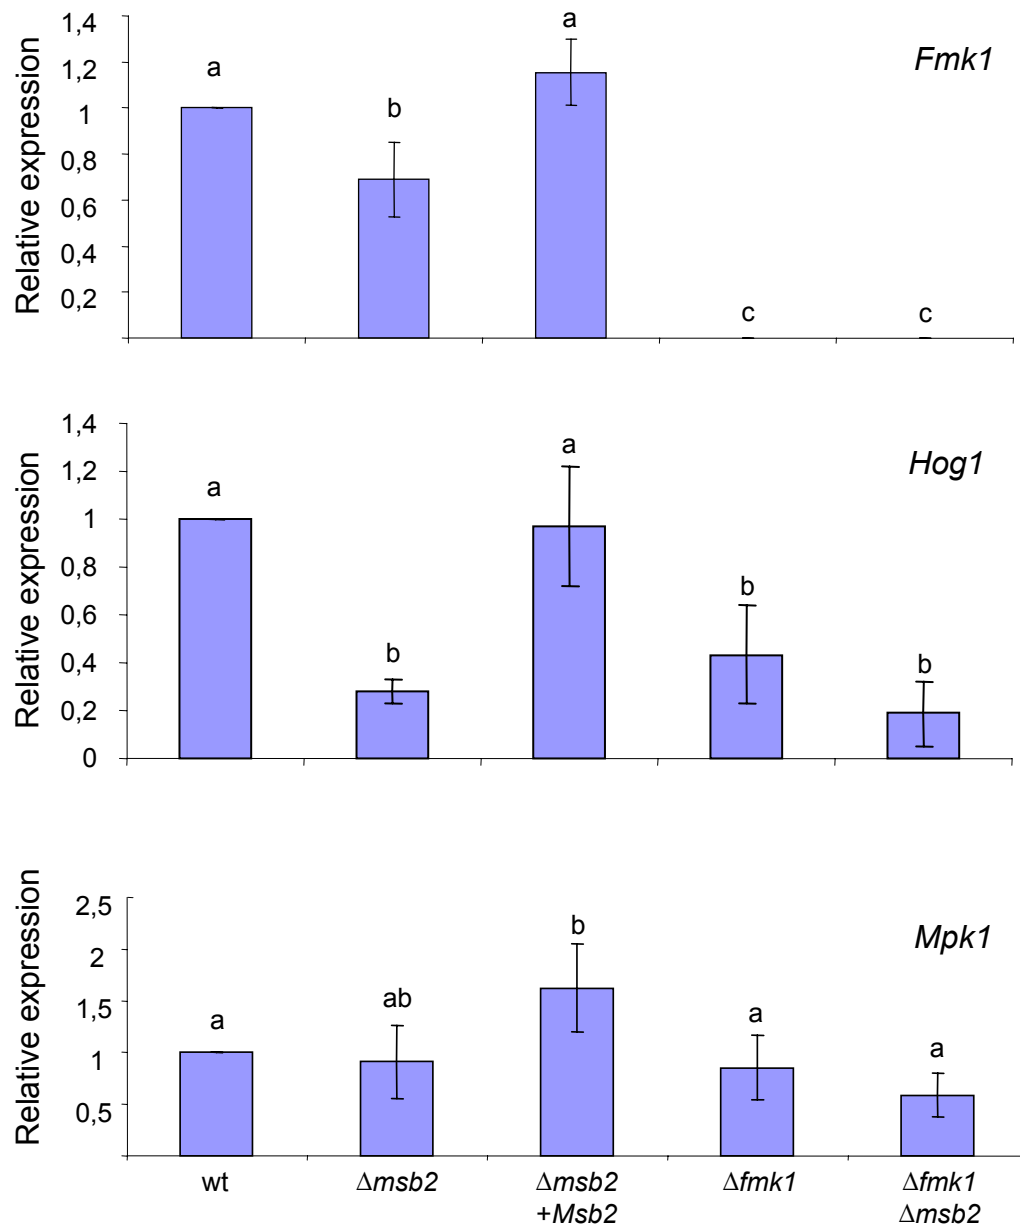 Fmk1
Relative expression
1,4
1,2
1
0,8
0,6
0,4
0,2
a
b
a
c
c
Hog1
Relative expression
1,4
1,2
1
0,8
0,6
0,4
0,2
0
a
b
a
b
b
Mpk1
Relative expression
2,5
2
1,5
1
0,5
a
ab
b
a
a
wt
Δmsb2
Δmsb2
+Msb2
Δfmk1
Δfmk1
Δmsb2